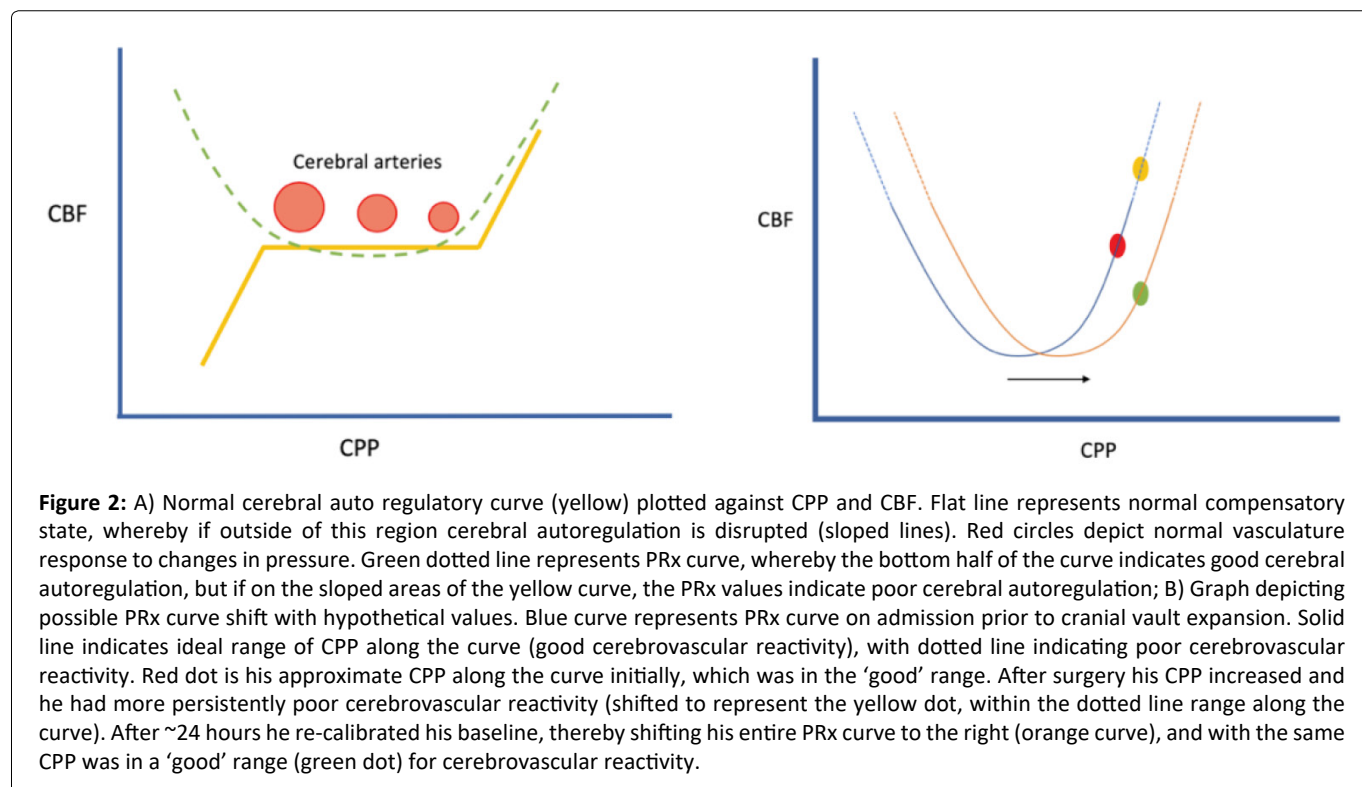 Cerebral arteries
CBF
CPP
CBF
CPP
Figure 2: A) Normal cerebral auto regulatory curve (yellow) plotted against CPP and CBF. Flat line represents normal compensatory
state, whereby if outside of this region cerebral autoregulation is disrupted (sloped lines). Red circles depict normal vasculature
response to changes in pressure. Green dotted line represents PRx curve, whereby the bottom half of the curve indicates good cerebral
autoregulation, but if on the sloped areas of the yellow curve, the PRx values indicate poor cerebral autoregulation; B) Graph depicting
possible PRx curve shift with hypothetical values. Blue curve represents PRx curve on admission prior to cranial vault expansion. Solid
line indicates ideal range of CPP along the curve (good cerebrovascular reactivity), with dotted line indicating poor cerebrovascular
reactivity. Red dot is his approximate CPP along the curve initially, which was in the ‘good’ range. After surgery his CPP increased and
he had more persistently poor cerebrovascular reactivity (shifted to represent the yellow dot, within the dotted line range along the
curve). After ~24 hours he re-calibrated his baseline, thereby shifting his entire PRx curve to the right (orange curve), and with the same
CPP was in a ‘good’ range (green dot) for cerebrovascular reactivity.